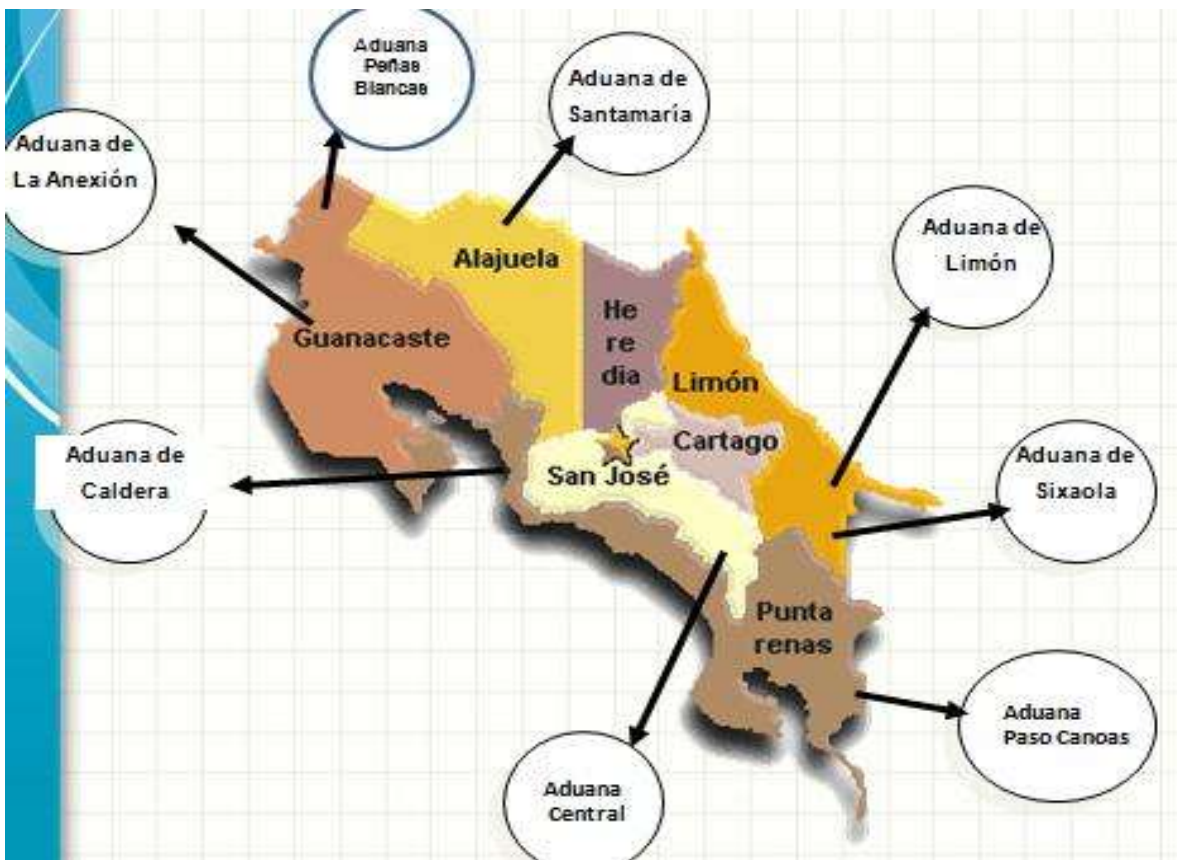 Aduana
Peñas
Blancas
Aduana de
Santamaría
Aduana de
La Anexión
Aduana de
Limón
Alajuela
He
re
dia
Guanacaste
Limón
Cartago
San José
Aduana de
Caldera
Aduana de
Sixaola
Punta
renas
Aduana
Paso Canoas
Aduana
Central